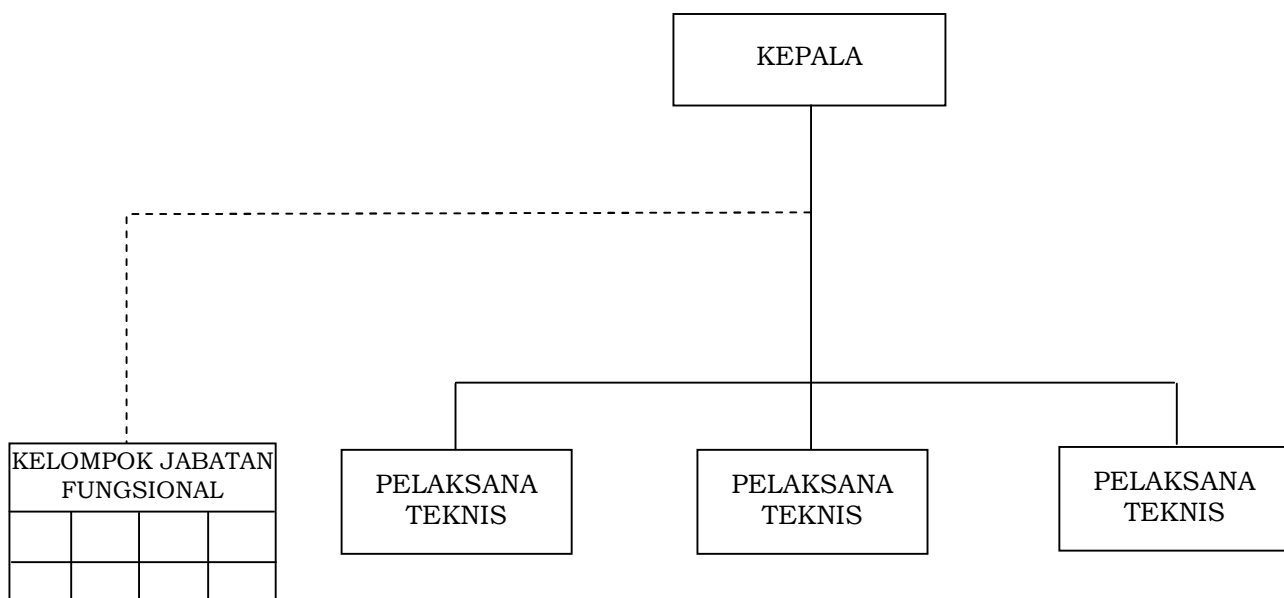 KEPALA
KELOMPOK JABATAN
FUNGSIONAL
PELAKSANA
TEKNIS
PELAKSANA
TEKNIS
PELAKSANA
TEKNIS